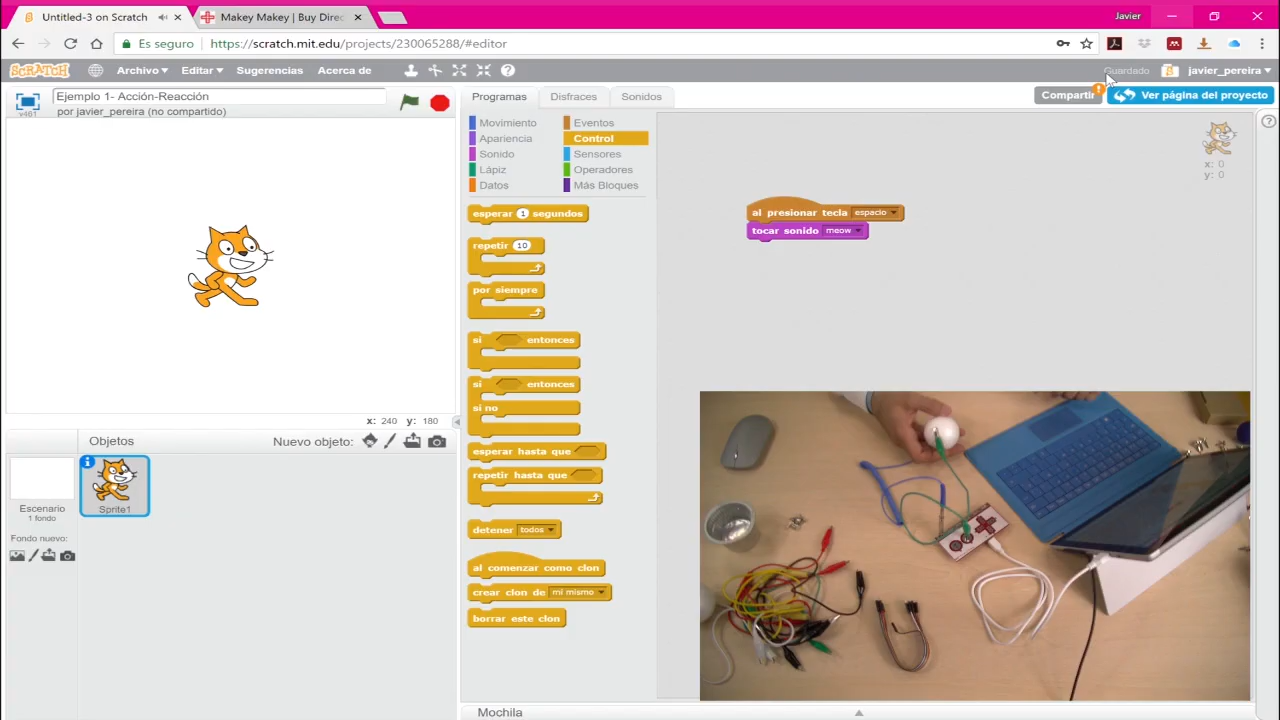 Untitled-3 on Scratch
Makey Makey | Buy Direc
Javier
Es seguro
https://scratch.mit.edu/projects/230065288/#editor
SCRATCH
Archivo
Editar
Sugerencias
Acerca de
Guardado
javier_pereira
v461
Ejemplo 1- Acción-Reacción
por javier_pereira (no compartido)
Programas
Disfraces
Sonidos
Compartir
Ver página del proyecto
Movimiento
Eventos
Apariencia
Control
Sonido
Sensores
Lápiz
Operadores
Datos
Más Bloques
x: 0
y: 0
esperar 1 segundos
repetir 10
por siempre
si entonces
si entonces
si no
esperar hasta que
repetir hasta que
detener todos
al comenzar como clon
crear clon de mí mismo
borrar este clon
al presionar tecla espacio
tocar sonido meow
x: 240 y: 180
Objetos
Nuevo objeto:
Escenario
1 fondo
Sprite1
Fondo nuevo:
Mochila